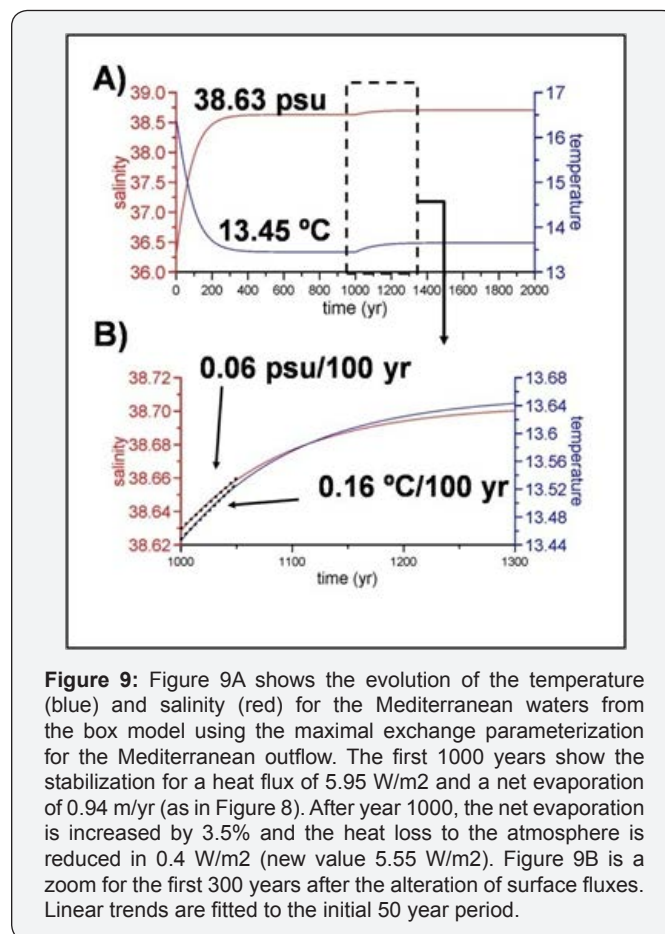 A)
38.63 psu
13.45 ºC
39.0
38.5
38.0
37.5
37.0
36.5
36.0
salinity
17
16
15
14
13
temperature
0 200 400 600 800 1000 1200 1400 1600 1800 2000
time (yr)
B)
0.06 psu/100 yr
0.16 ºC/100 yr
38.72
38.70
38.68
38.66
38.64
38.62
salinity
13.68
13.64
13.6
13.56
13.52
13.48
13.44
temperature
1000 1100 1200 1300
time (yr)
Figure 9: Figure 9A shows the evolution of the temperature
(blue) and salinity (red) for the Mediterranean waters from
the box model using the maximal exchange parameterization
for the Mediterranean outflow. The first 1000 years show the
stabilization for a heat flux of 5.95 W/m2 and a net evaporation
of 0.94 m/yr (as in Figure 8). After year 1000, the net evaporation
is increased by 3.5% and the heat loss to the atmosphere is
reduced in 0.4 W/m2 (new value 5.55 W/m2). Figure 9B is a
zoom for the first 300 years after the alteration of surface fluxes.
Linear trends are fitted to the initial 50 year period.